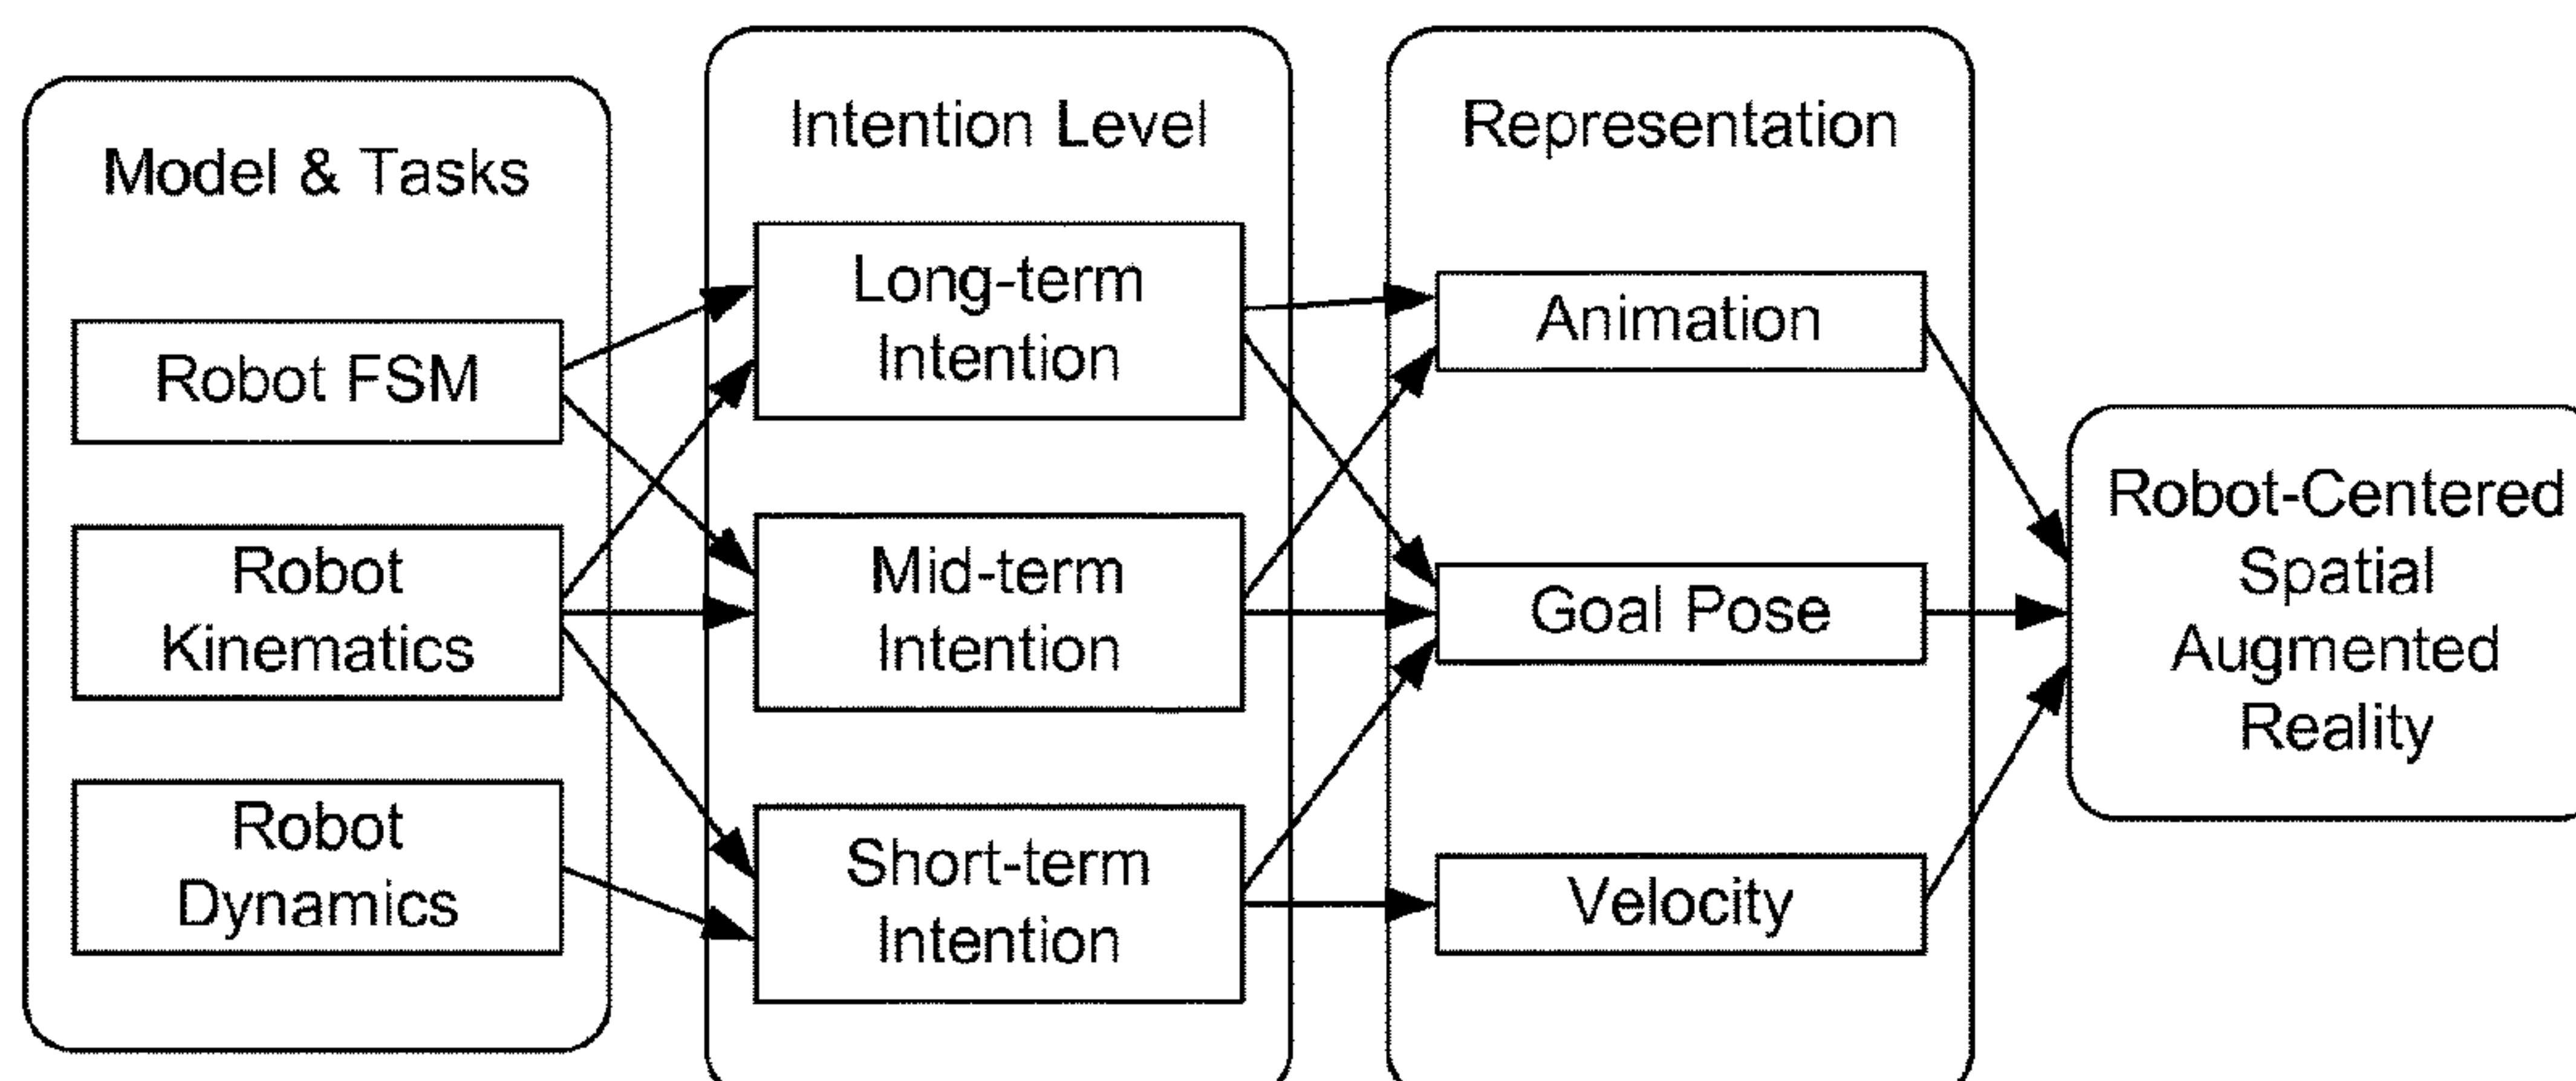 Model & Tasks
Robot FSM
Robot
Kinematics
Robot
Dynamics
Intention Level
Long-term
Intention
Mid-term
Intention
Short-term
Intention
Representation
Animation
Goal Pose
Velocity
Robot-Centered
Spatial
Augmented
Reality